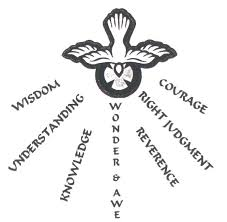 WISDOM
UNDERSTANDING
KNOWLEDGE
WONDER & AWE
REVERENCE
RIGHT JUDGMENT
COURAGE